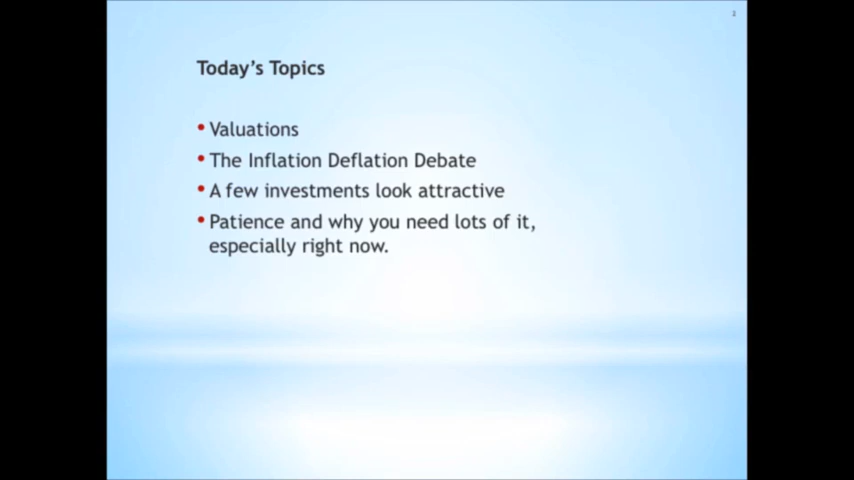 2
Today's Topics
• Valuations
• The Inflation Deflation Debate
• A few investments look attractive
• Patience and why you need lots of it,
especially right now.